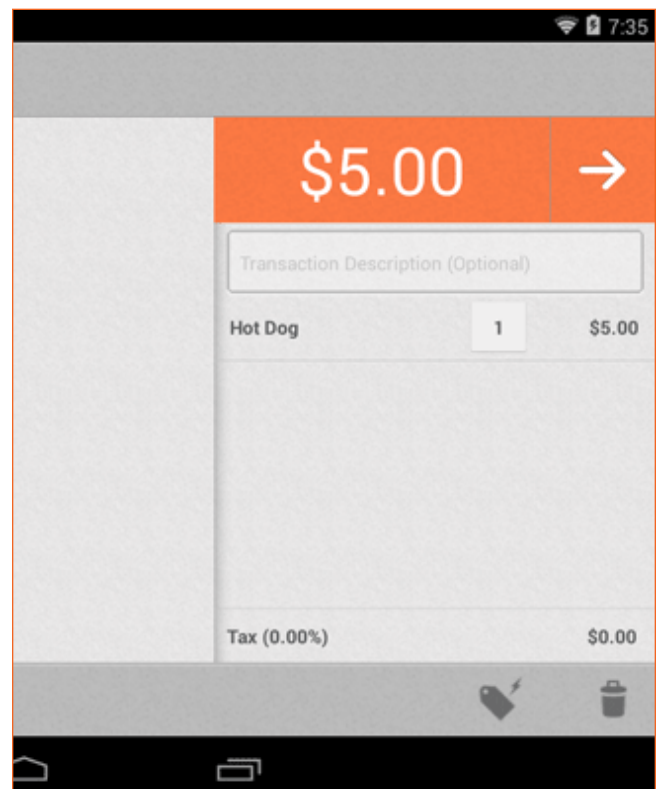 7:35
$5.00
Transaction Description (Optional)
Hot Dog 1 $5.00
Tax (0.00%) $0.00